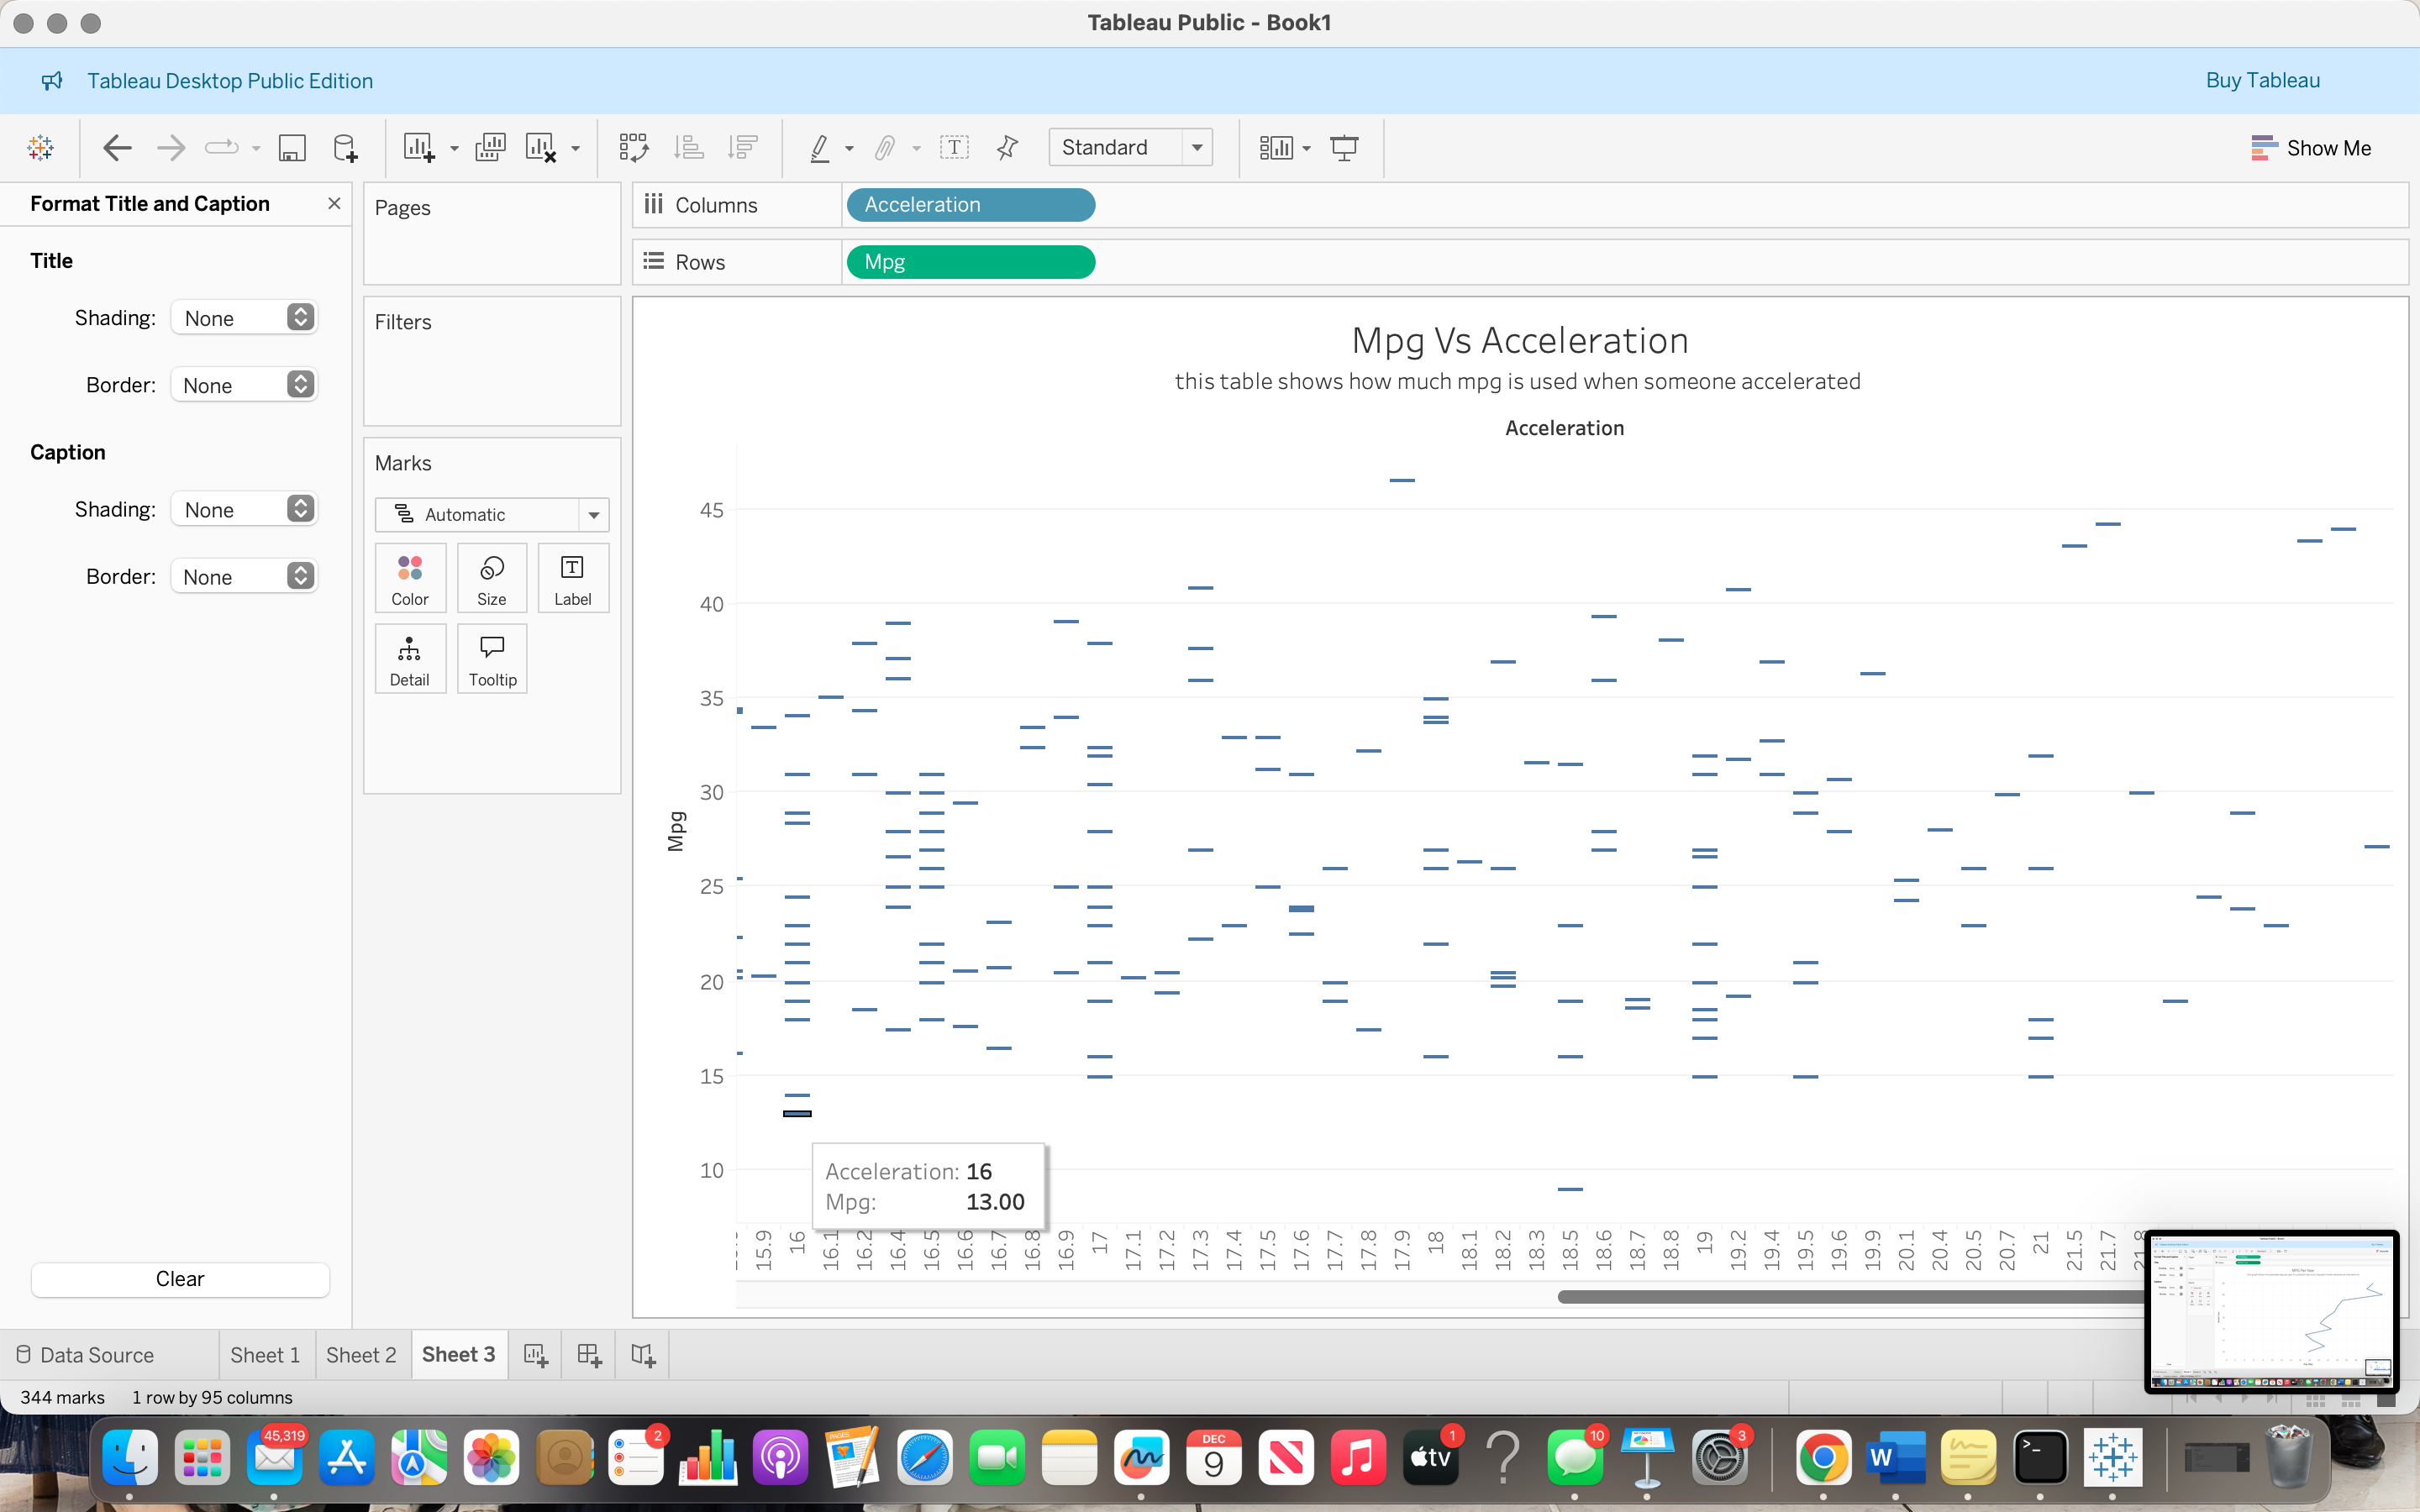 Tableau Public - Book1
Tableau Desktop Public Edition
Buy Tableau
Standard
Show Me
Format Title and Caption
Title
Shading: None
Border: None
Caption
Shading: None
Border: None
Clear
Pages
Filters
Marks
Automatic
Color Size Label
Detail Tooltip
Columns Acceleration
Rows Mpg
Mpg Vs Acceleration
this table shows how much mpg is used when someone accelerated
Acceleration
45
40
35
30
25
20
15
10
Mpg
Acceleration: 16
Mpg: 13.00
15.9 16 16.1 16.2 16.4 16.5 16.6 16.7 16.8 16.9 17 17.1 17.2 17.3 17.4 17.5 17.6 17.7 17.8 17.9 18 18.1 18.2 18.3 18.5 18.6 18.7 18.8 19 19.2 19.4 19.5 19.6 19.9 20.1 20.4 20.5 20.7 21 21.5 21.7
Data Source Sheet 1 Sheet 2 Sheet 3
344 marks 1 row by 95 columns
45,319
2
PAGES
DEC
9
tv
1
10
3
W